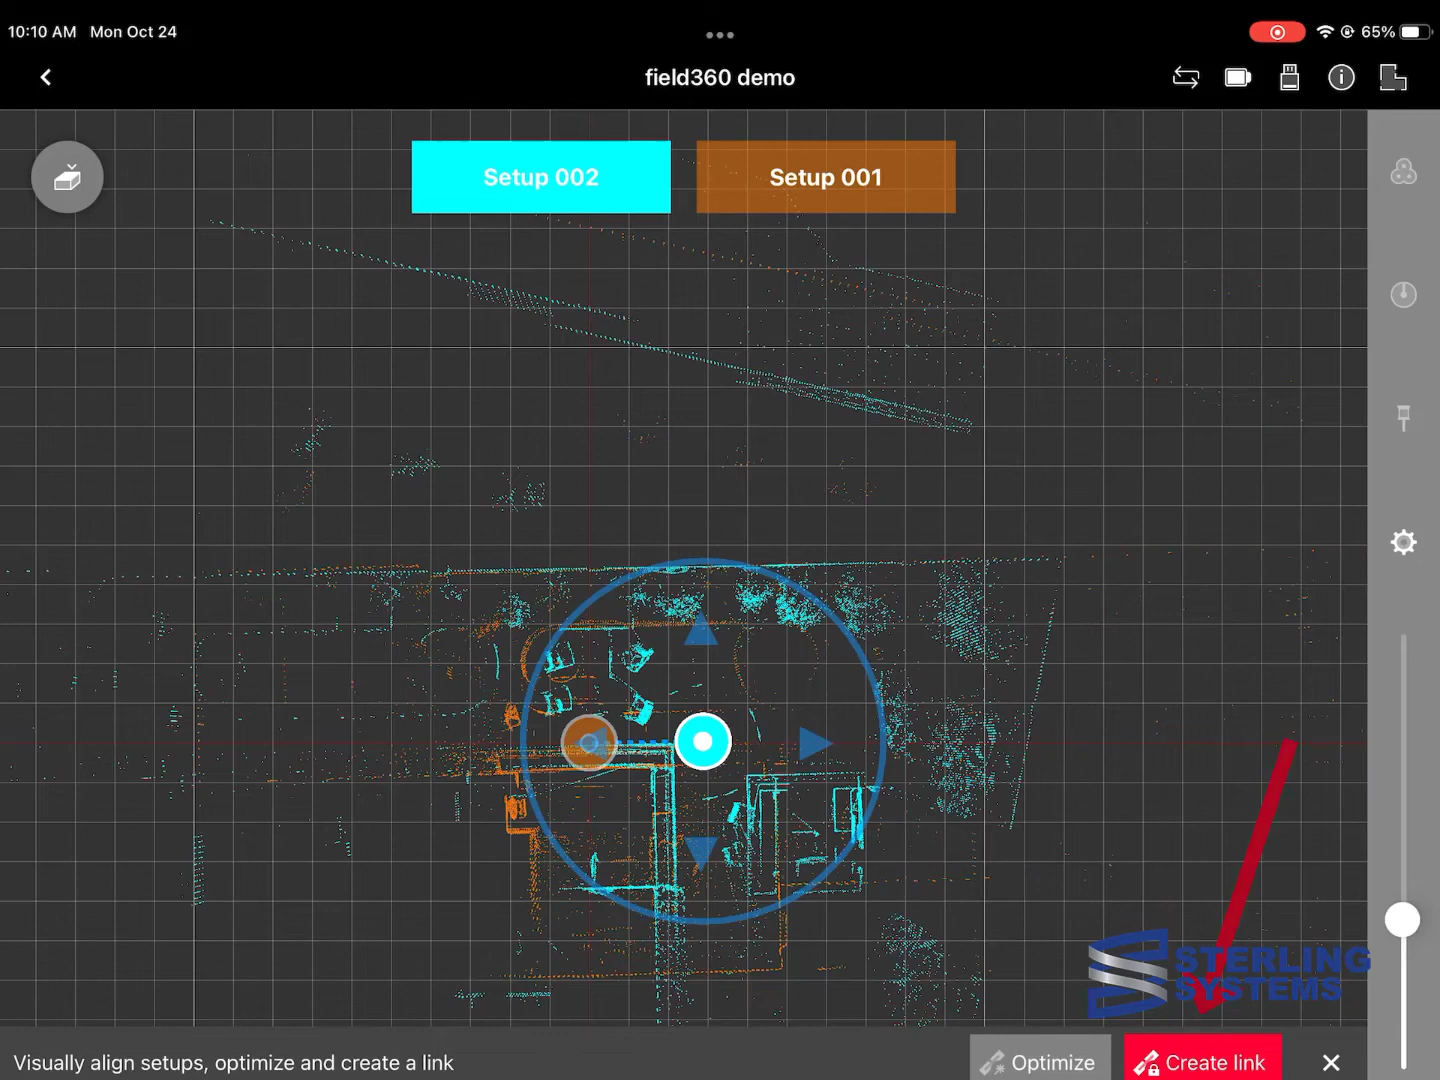 10:10 AM Mon Oct 24
65%
field360 demo
Setup 002
Setup 001
STERLING
SYSTEMS
Visually align setups, optimize and create a link
Optimize
Create link